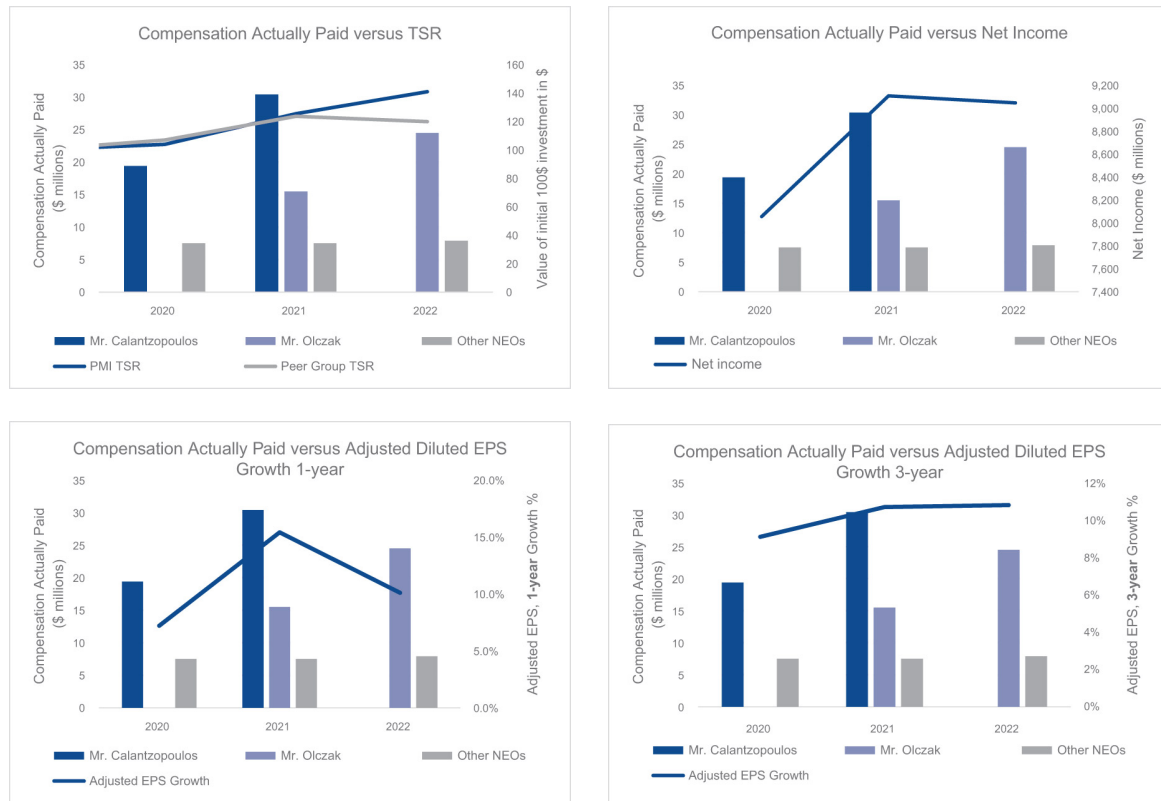 Compensation Actually Paid versus TSR
Compensation Actually Paid
($ millions)
35
30
25
20
15
10
5
0
160
140
120
100
80
60
40
20
0
Value of initial 100$ investment in $
2020 2021 2022
Mr. Calantzopoulos Mr. Olczak Other NEOs
PMI TSR Peer Group TSR
Compensation Actually Paid versus Net Income
Compensation Actually Paid
($ millions)
35
30
25
20
15
10
5
0
9,200
9,000
8,800
8,600
8,400
8,200
8,000
7,800
7,600
7,400
Net Income ($ millions)
2020 2021 2022
Mr. Calantzopoulos Mr. Olczak Other NEOs
Net income
Compensation Actually Paid versus Adjusted Diluted EPS
Growth 1-year
Compensation Actually Paid
($ millions)
35
30
25
20
15
10
5
0
20.0%
15.0%
10.0%
5.0%
0.0%
Adjusted EPS, 1-year Growth %
2020 2021 2022
Mr. Calantzopoulos Mr. Olczak Other NEOs
Adjusted EPS Growth
Compensation Actually Paid versus Adjusted Diluted EPS
Growth 3-year
Compensation Actually Paid
($ millions)
35
30
25
20
15
10
5
0
12%
10%
8%
6%
4%
2%
0%
Adjusted EPS, 3-year Growth %
2020 2021 2022
Mr. Calantzopoulos Mr. Olczak Other NEOs
Adjusted EPS Growth